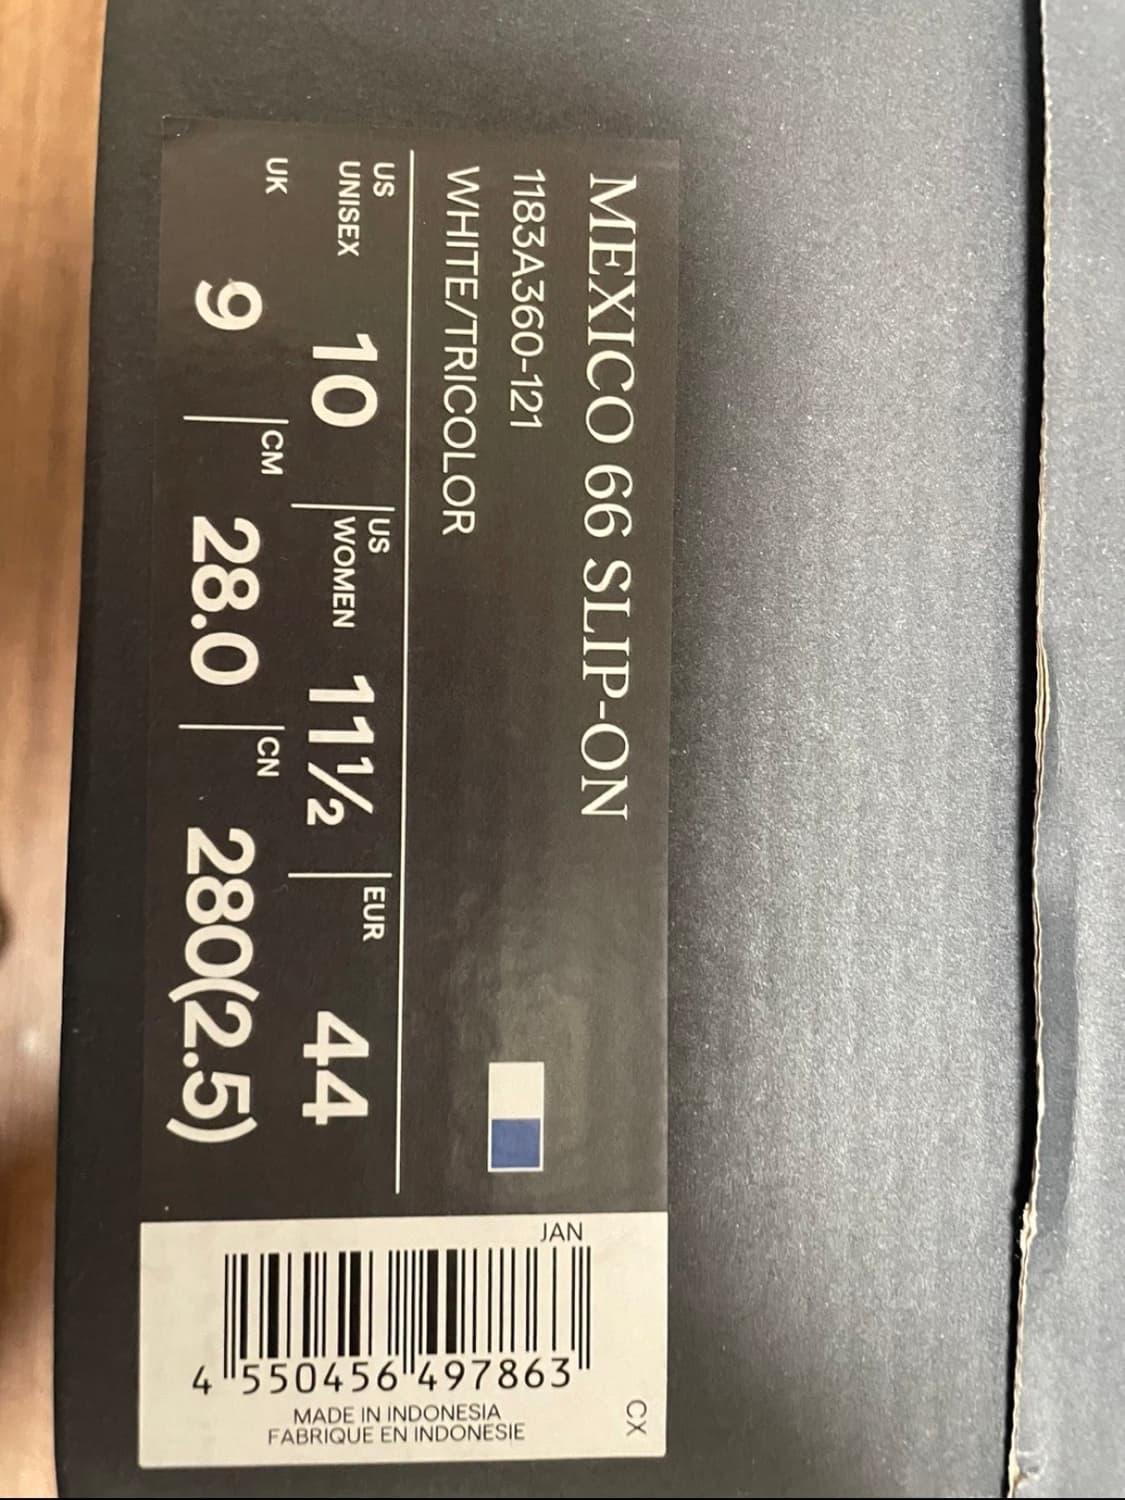 MEXICO 66 SLIP-ON
1183A360-121
WHITE/TRICOLOR
US UNISEX 10 US WOMEN 11½ EUR 44
UK 9 CM 28.0 CN 280(2.5)
JAN
4 550456 497863
MADE IN INDONESIA
FABRIQUE EN INDONESIE
CX